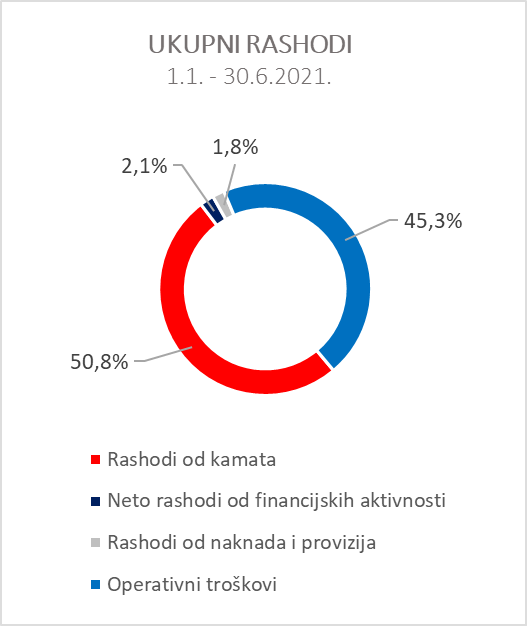 UKUPNI RASHODI
1.1. - 30.6.2021.
1,8%
2,1%
45,3%
50,8%
Rashodi od kamata
Neto rashodi od financijskih aktivnosti
Rashodi od naknada i provizija
Operativni troškovi